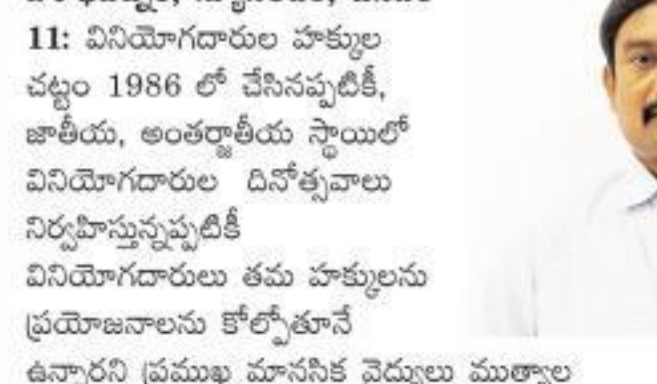 11: వినియోగదారుల హక్కుల
చట్టం 1986 లో చేసినప్పటికీ,
జాతీయ, అంతర్జాతీయ స్థాయిలో
వినియోగదారుల దినోత్సవాలు
నిర్వహిస్తున్నప్పటికీ
వినియోగదారులు తమ హక్కులను
ప్రయోజనాలను కోల్పోతూనే
ఉన్నారని ప్రముఖ మానసిక వైద్యులు ముత్యాల